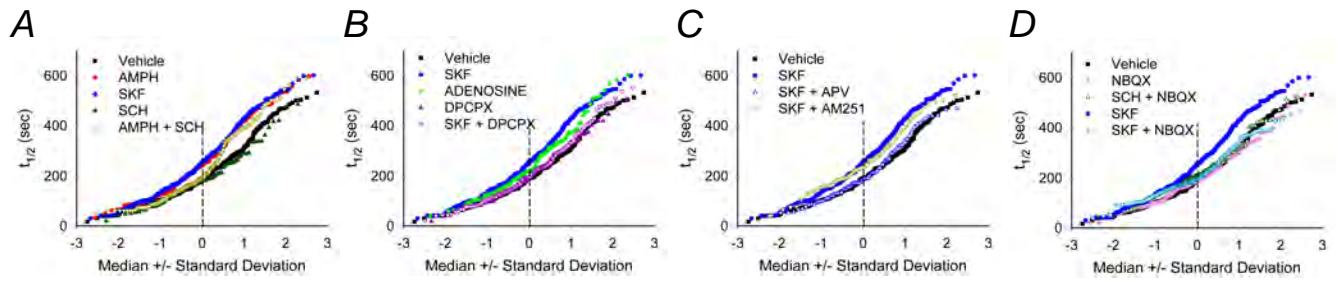 A
Vehicle
AMPH
SKF
SCH
AMPH + SCH
600
400
200
0
t1/2 (sec)
-3 -2 -1 0 1 2 3
Median +/- Standard Deviation
B
Vehicle
SKF
ADENOSINE
DPCPX
SKF + DPCPX
600
400
200
0
t1/2 (sec)
-3 -2 -1 0 1 2 3
Median +/- Standard Deviation
C
Vehicle
SKF
SKF + APV
SKF + AM251
600
400
200
0
t1/2 (sec)
-3 -2 -1 0 1 2 3
Median +/- Standard Deviation
D
Vehicle
NBQX
SCH + NBQX
SKF
SKF + NBQX
600
400
200
0
t1/2 (sec)
-3 -2 -1 0 1 2 3
Median +/- Standard Deviation